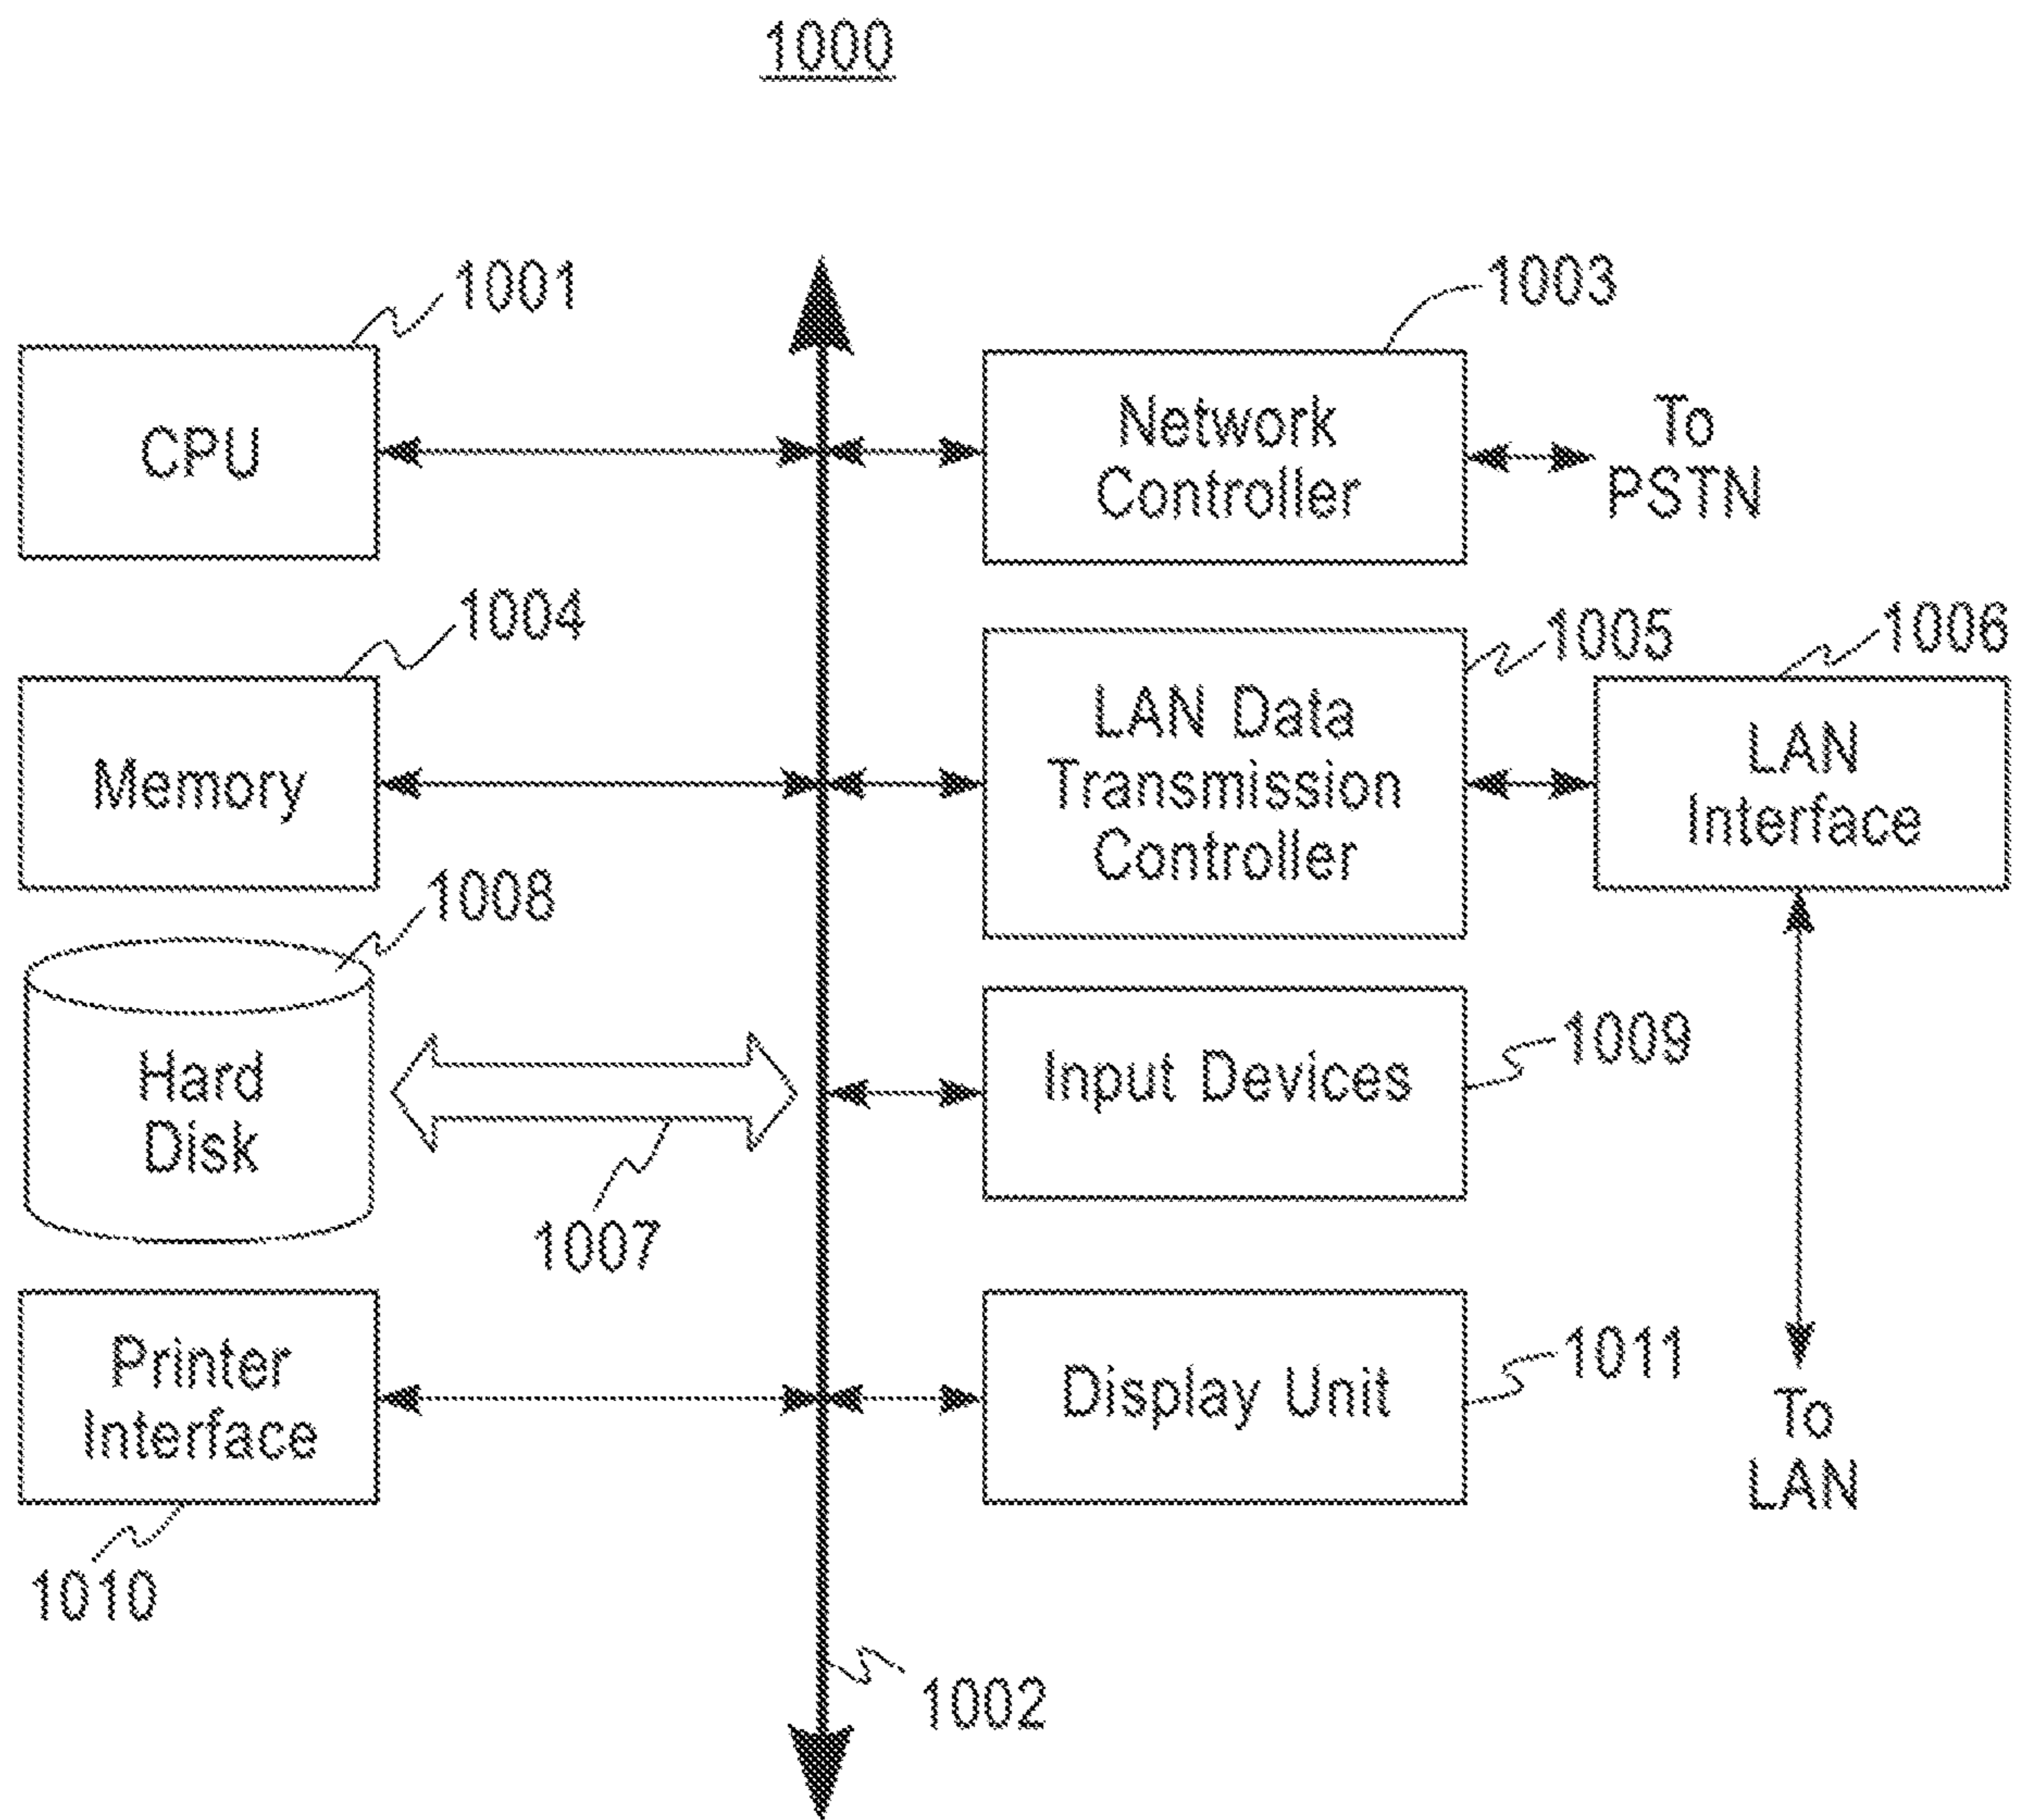 1000
1001
CPU
1003
Network
Controller
To
PSTN
1004
Memory
1005
LAN Data
Transmission
Controller
1006
LAN
Interface
1008
Hard
Disk
1007
1009
Input Devices
Printer
Interface
1010
1011
Display Unit
To
LAN
1002